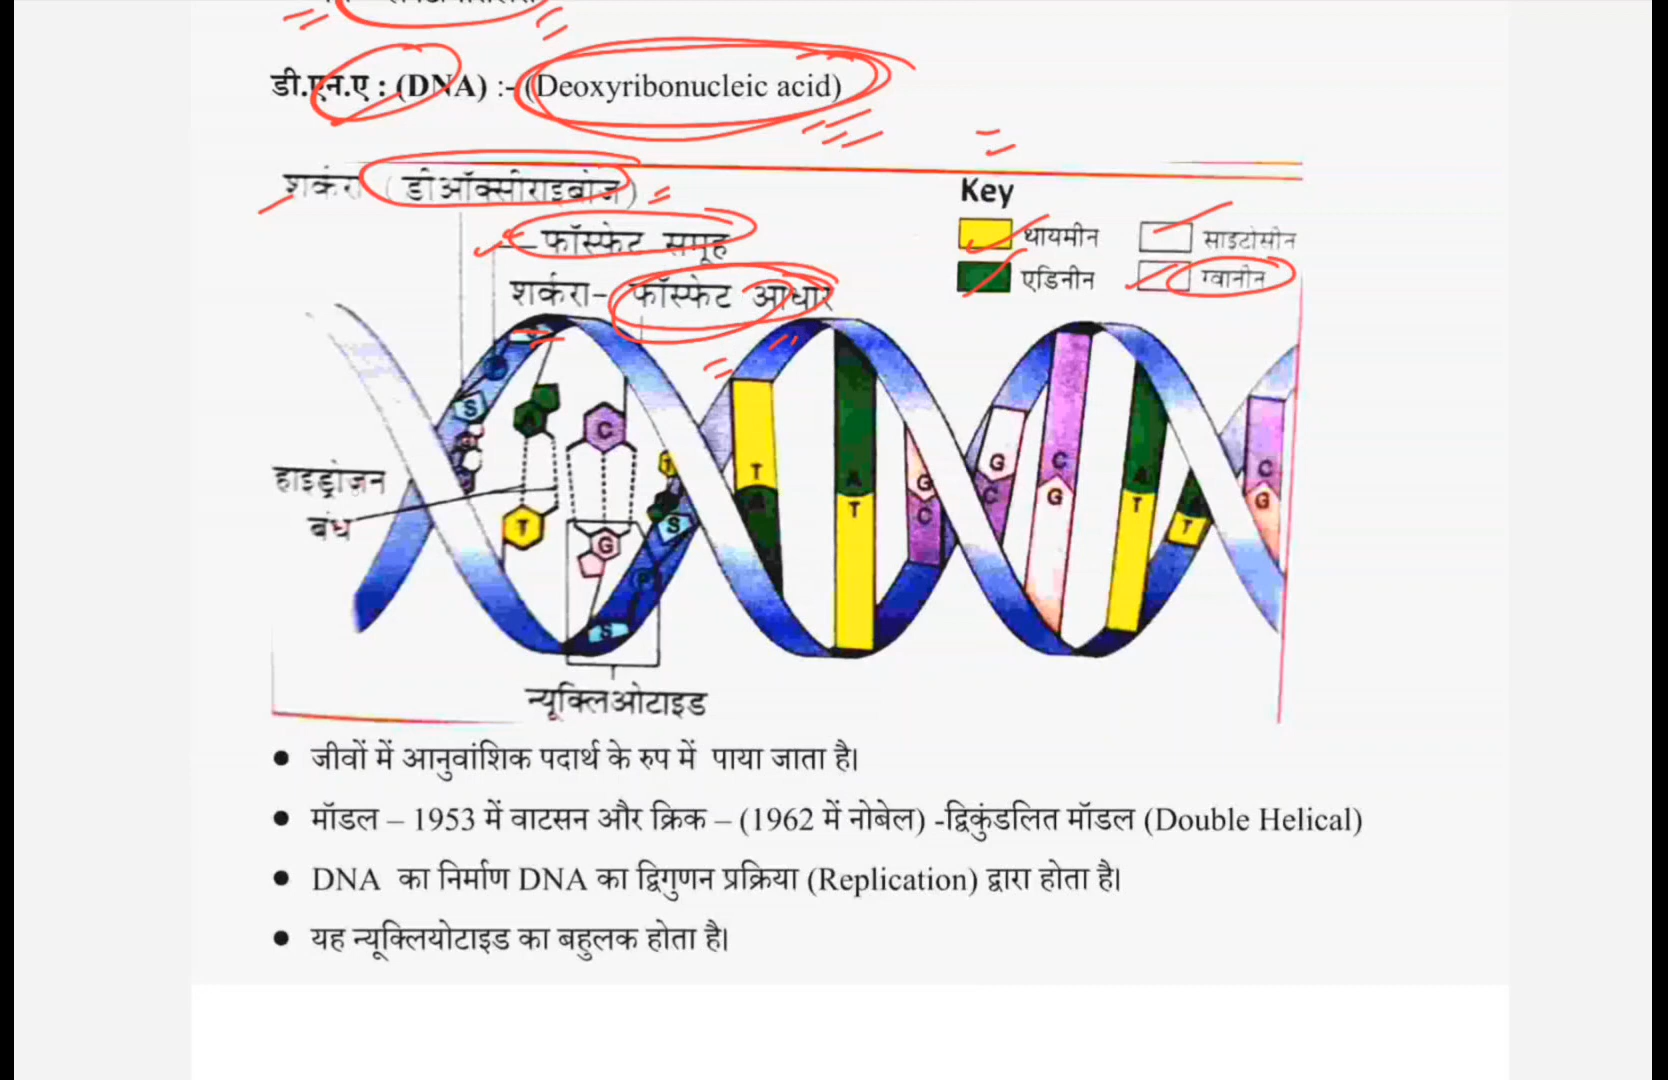 डी.एन.ए : (DNA) :- (Deoxyribonucleic acid)
शर्करा ( डीऑक्सीराइबोज )
फॉस्फेट समूह
शर्करा- फॉस्फेट आधार
Key
थायमीन साइटोसीन
एडिनीन ग्वानीन
S
A C
T
T A
S
T G
S
T A
A T
G C
G C
C G
A T
A T
C G
हाइड्रोजन
बंध
न्यूक्लिओटाइड
• जीवों में आनुवांशिक पदार्थ के रुप में पाया जाता है।
• मॉडल – 1953 में वाटसन और क्रिक – (1962 में नोबेल) -द्विकुंडलित मॉडल (Double Helical)
• DNA का निर्माण DNA का द्विगुणन प्रक्रिया (Replication) द्वारा होता है।
• यह न्यूक्लियोटाइड का बहुलक होता है।